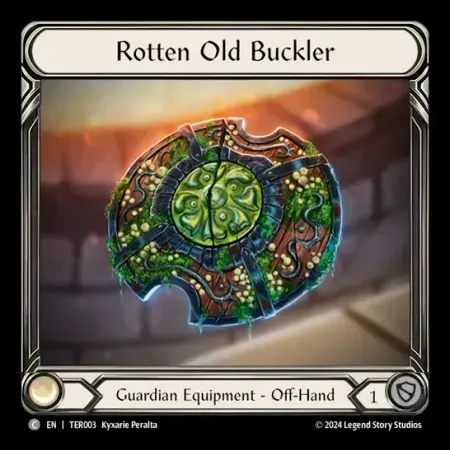 Rotten Old Buckler
Guardian Equipment - Off-Hand
1
C EN | TER003 Kyxarie Peralta
© 2024 Legend Story Studios